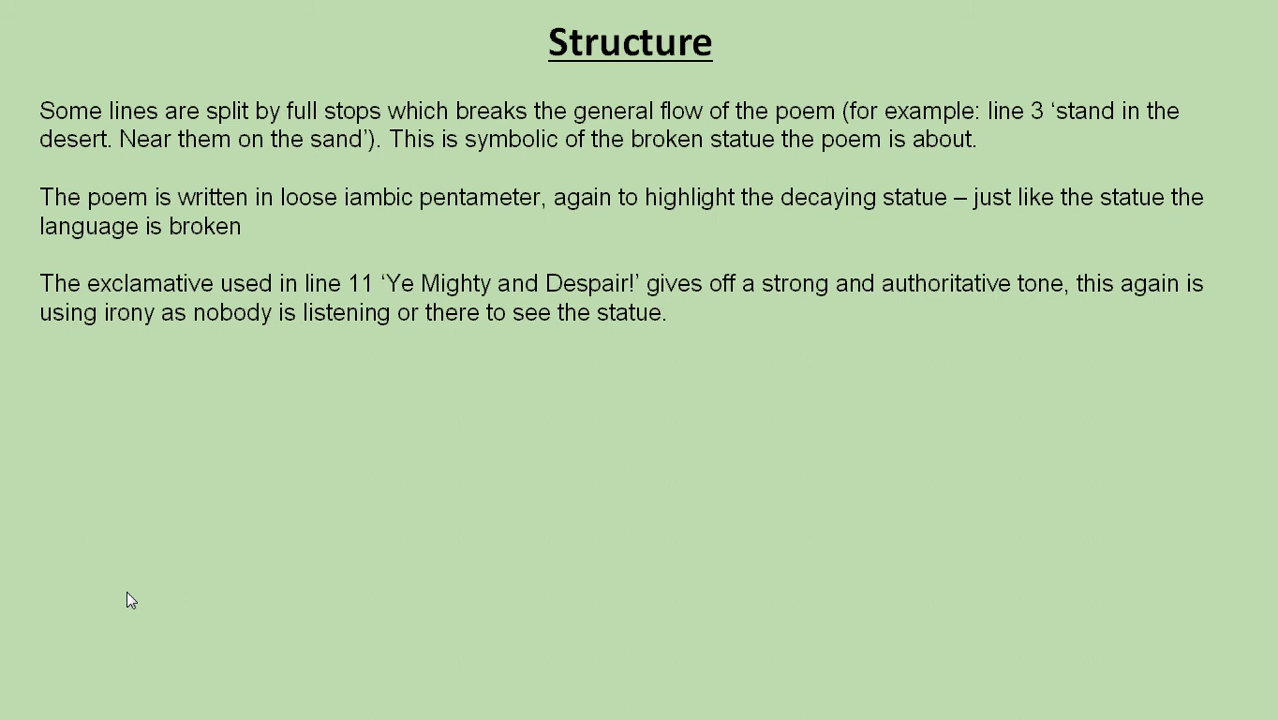 Structure
Some lines are split by full stops which breaks the general flow of the poem (for example: line 3 ‘stand in the
desert. Near them on the sand’). This is symbolic of the broken statue the poem is about.
The poem is written in loose iambic pentameter, again to highlight the decaying statue – just like the statue the
language is broken
The exclamative used in line 11 ‘Ye Mighty and Despair!’ gives off a strong and authoritative tone, this again is
using irony as nobody is listening or there to see the statue.